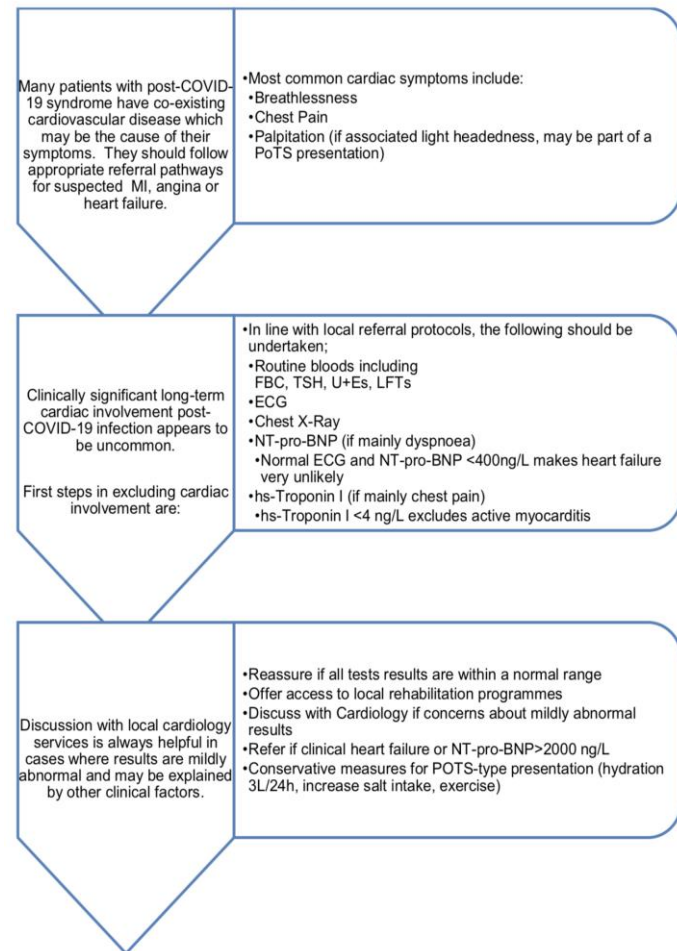 Many patients with post-COVID-
19 syndrome have co-existing
cardiovascular disease which
may be the cause of their
symptoms. They should follow
appropriate referral pathways
for suspected MI, angina or
heart failure.
•Most common cardiac symptoms include:
•Breathlessness
•Chest Pain
•Palpitation (if associated light headedness, may be part of a
PoTS presentation)
Clinically significant long-term
cardiac involvement post-
COVID-19 infection appears to
be uncommon.
First steps in excluding cardiac
involvement are:
•In line with local referral protocols, the following should be
undertaken;
•Routine bloods including
FBC, TSH, U+Es, LFTs
•ECG
•Chest X-Ray
•NT-pro-BNP (if mainly dyspnoea)
•Normal ECG and NT-pro-BNP <400ng/L makes heart failure
very unlikely
•hs-Troponin I (if mainly chest pain)
•hs-Troponin I <4 ng/L excludes active myocarditis
Discussion with local cardiology
services is always helpful in
cases where results are mildly
abnormal and may be explained
by other clinical factors.
•Reassure if all tests results are within a normal range
•Offer access to local rehabilitation programmes
•Discuss with Cardiology if concerns about mildly abnormal
results
•Refer if clinical heart failure or NT-pro-BNP>2000 ng/L
•Conservative measures for POTS-type presentation (hydration
3L/24h, increase salt intake, exercise)